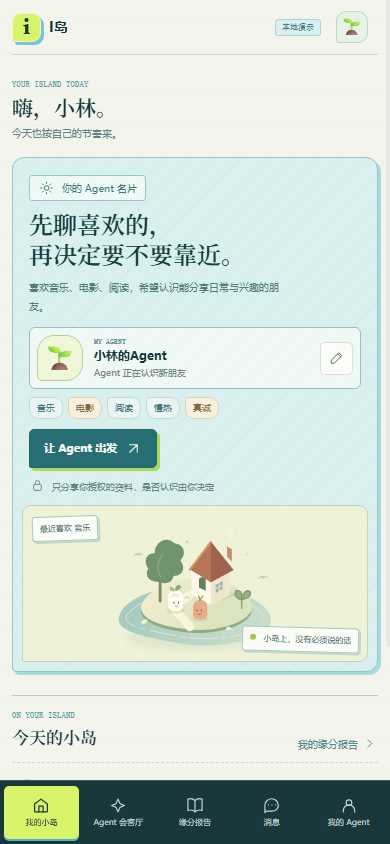 i I岛
本地演示
YOUR ISLAND TODAY
嗨，小林。
今天也按自己的节奏来。
你的 Agent 名片
先聊喜欢的，
再决定要不要靠近。
喜欢音乐、电影、阅读，希望认识能分享日常与兴趣的朋
友。
MY AGENT
小林的Agent
Agent 正在认识新朋友
音乐 电影 阅读 慢热 真诚
让 Agent 出发
只分享你授权的资料，是否认识由你决定
最近喜欢 音乐
小岛上，没有必须说的话
ON YOUR ISLAND
今天的小岛
我的缘分报告
我的小岛 Agent 会客厅 缘分报告 消息 我的 Agent